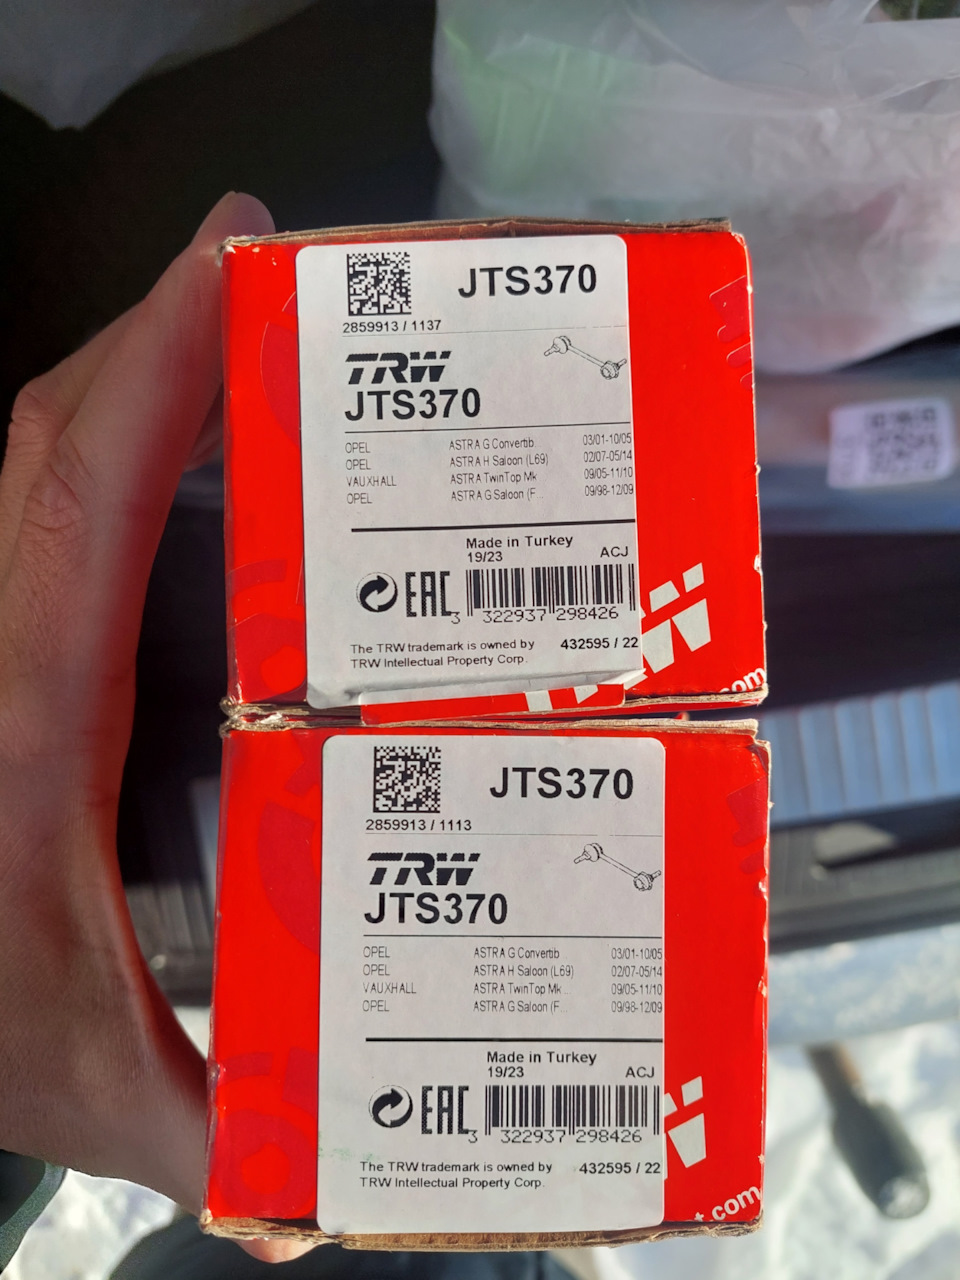 JTS370
2859913 / 1137
TRW
JTS370
OPEL ASTRA G Convertib 03/01-10/05
OPEL ASTRA H Saloon (L69) 02/07-05/14
VAUXHALL ASTRA TwinTop Mk 09/05-11/10
OPEL ASTRA G Saloon (F... 09/98-12/09
Made in Turkey
19/23 ACJ
EAC
3 322937 298426
The TRW trademark is owned by 432595 / 22
TRW Intellectual Property Corp.
TRW
.com
JTS370
2859913 / 1113
TRW
JTS370
OPEL ASTRA G Convertib 03/01-10/05
OPEL ASTRA H Saloon (L69) 02/07-05/14
VAUXHALL ASTRA TwinTop Mk... 09/05-11/10
OPEL ASTRA G Saloon (F... 09/98-12/09
Made in Turkey
19/23 ACJ
EAC
3 322937 298426
The TRW trademark is owned by 432595 / 22
TRW Intellectual Property Corp.
t.com